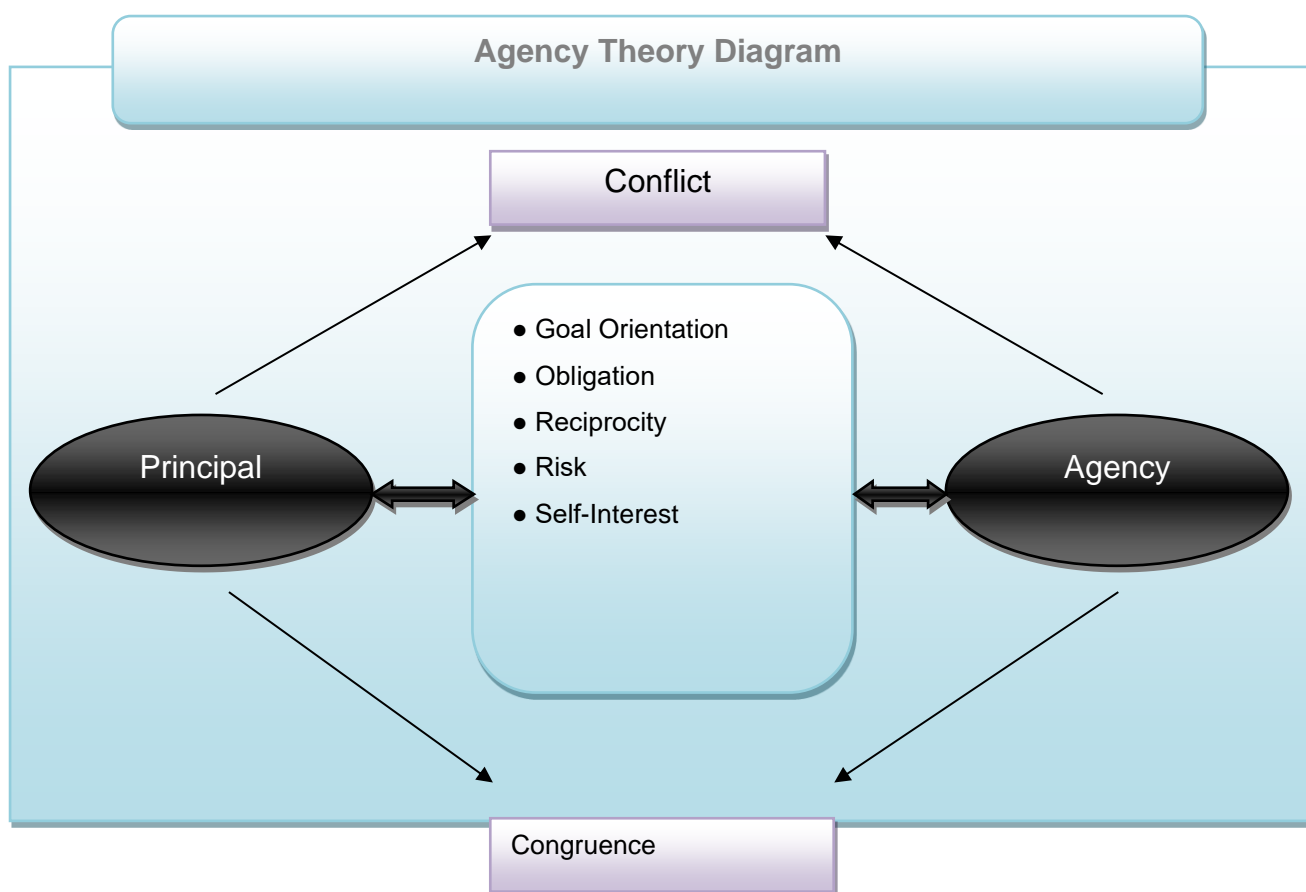 Agency Theory Diagram
Conflict
● Goal Orientation
● Obligation
● Reciprocity
● Risk
● Self-Interest
Principal
Agency
Congruence